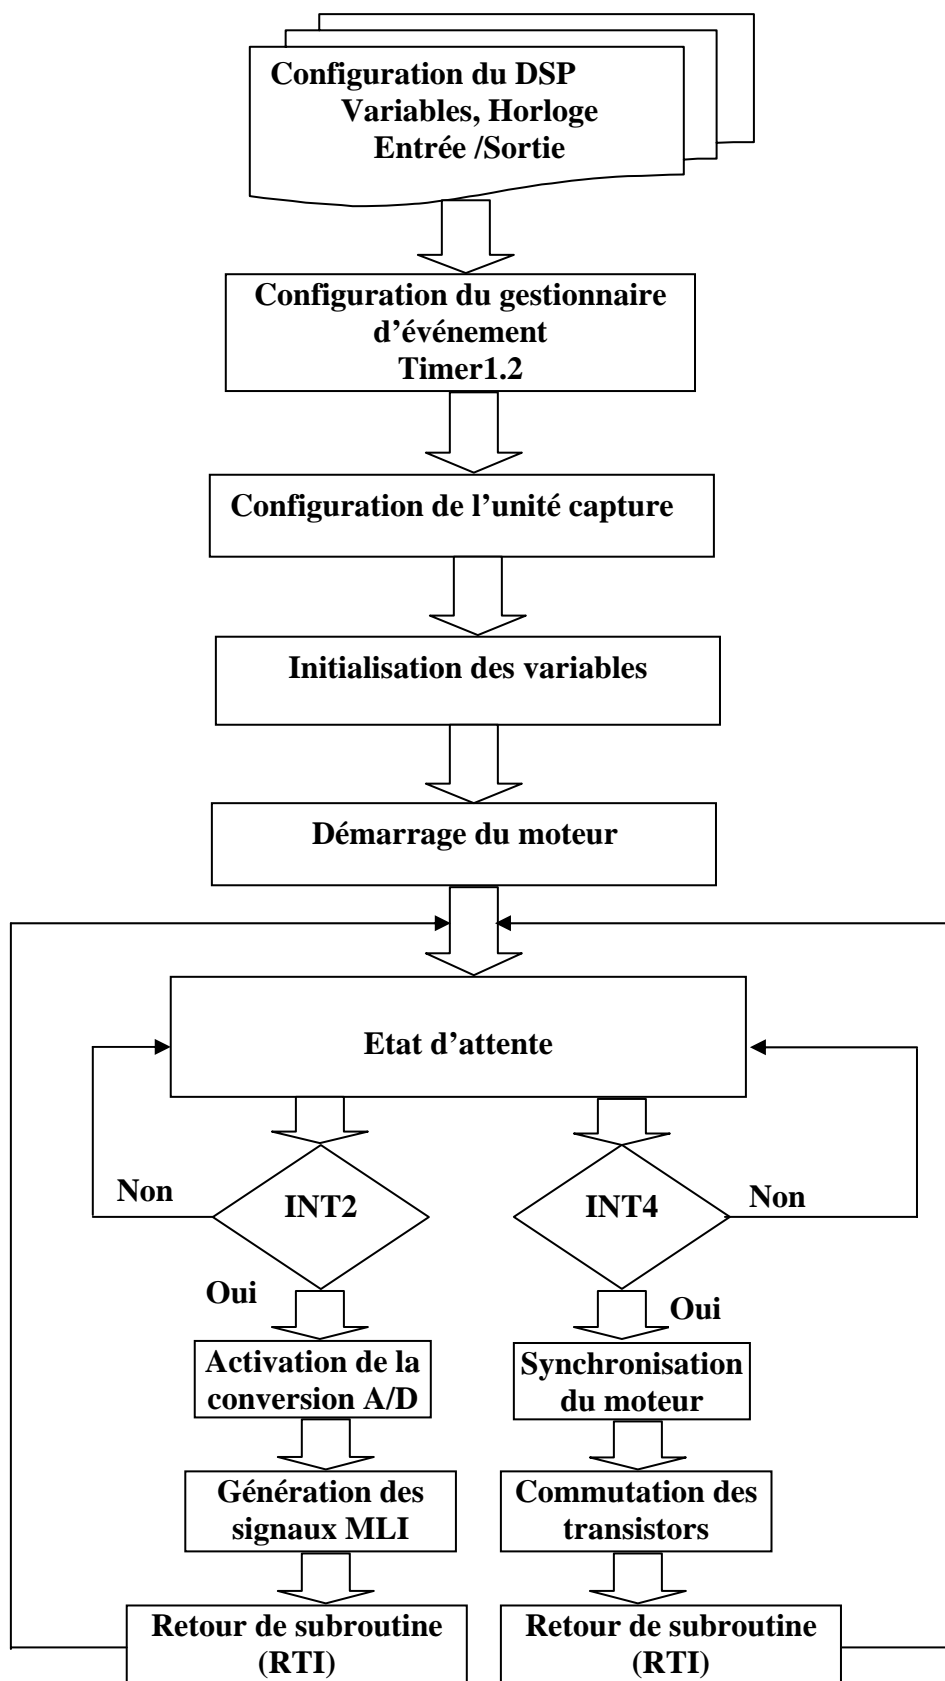 Configuration du DSP
Variables, Horloge
Entrée /Sortie
Configuration du gestionnaire
d’événement
Timer1.2
Configuration de l’unité capture
Initialisation des variables
Démarrage du moteur
Etat d’attente
Non
INT2
INT4
Non
Oui
Oui
Activation de la
conversion A/D
Synchronisation
du moteur
Génération des
signaux MLI
Commutation des
transistors
Retour de subroutine
(RTI)
Retour de subroutine
(RTI)